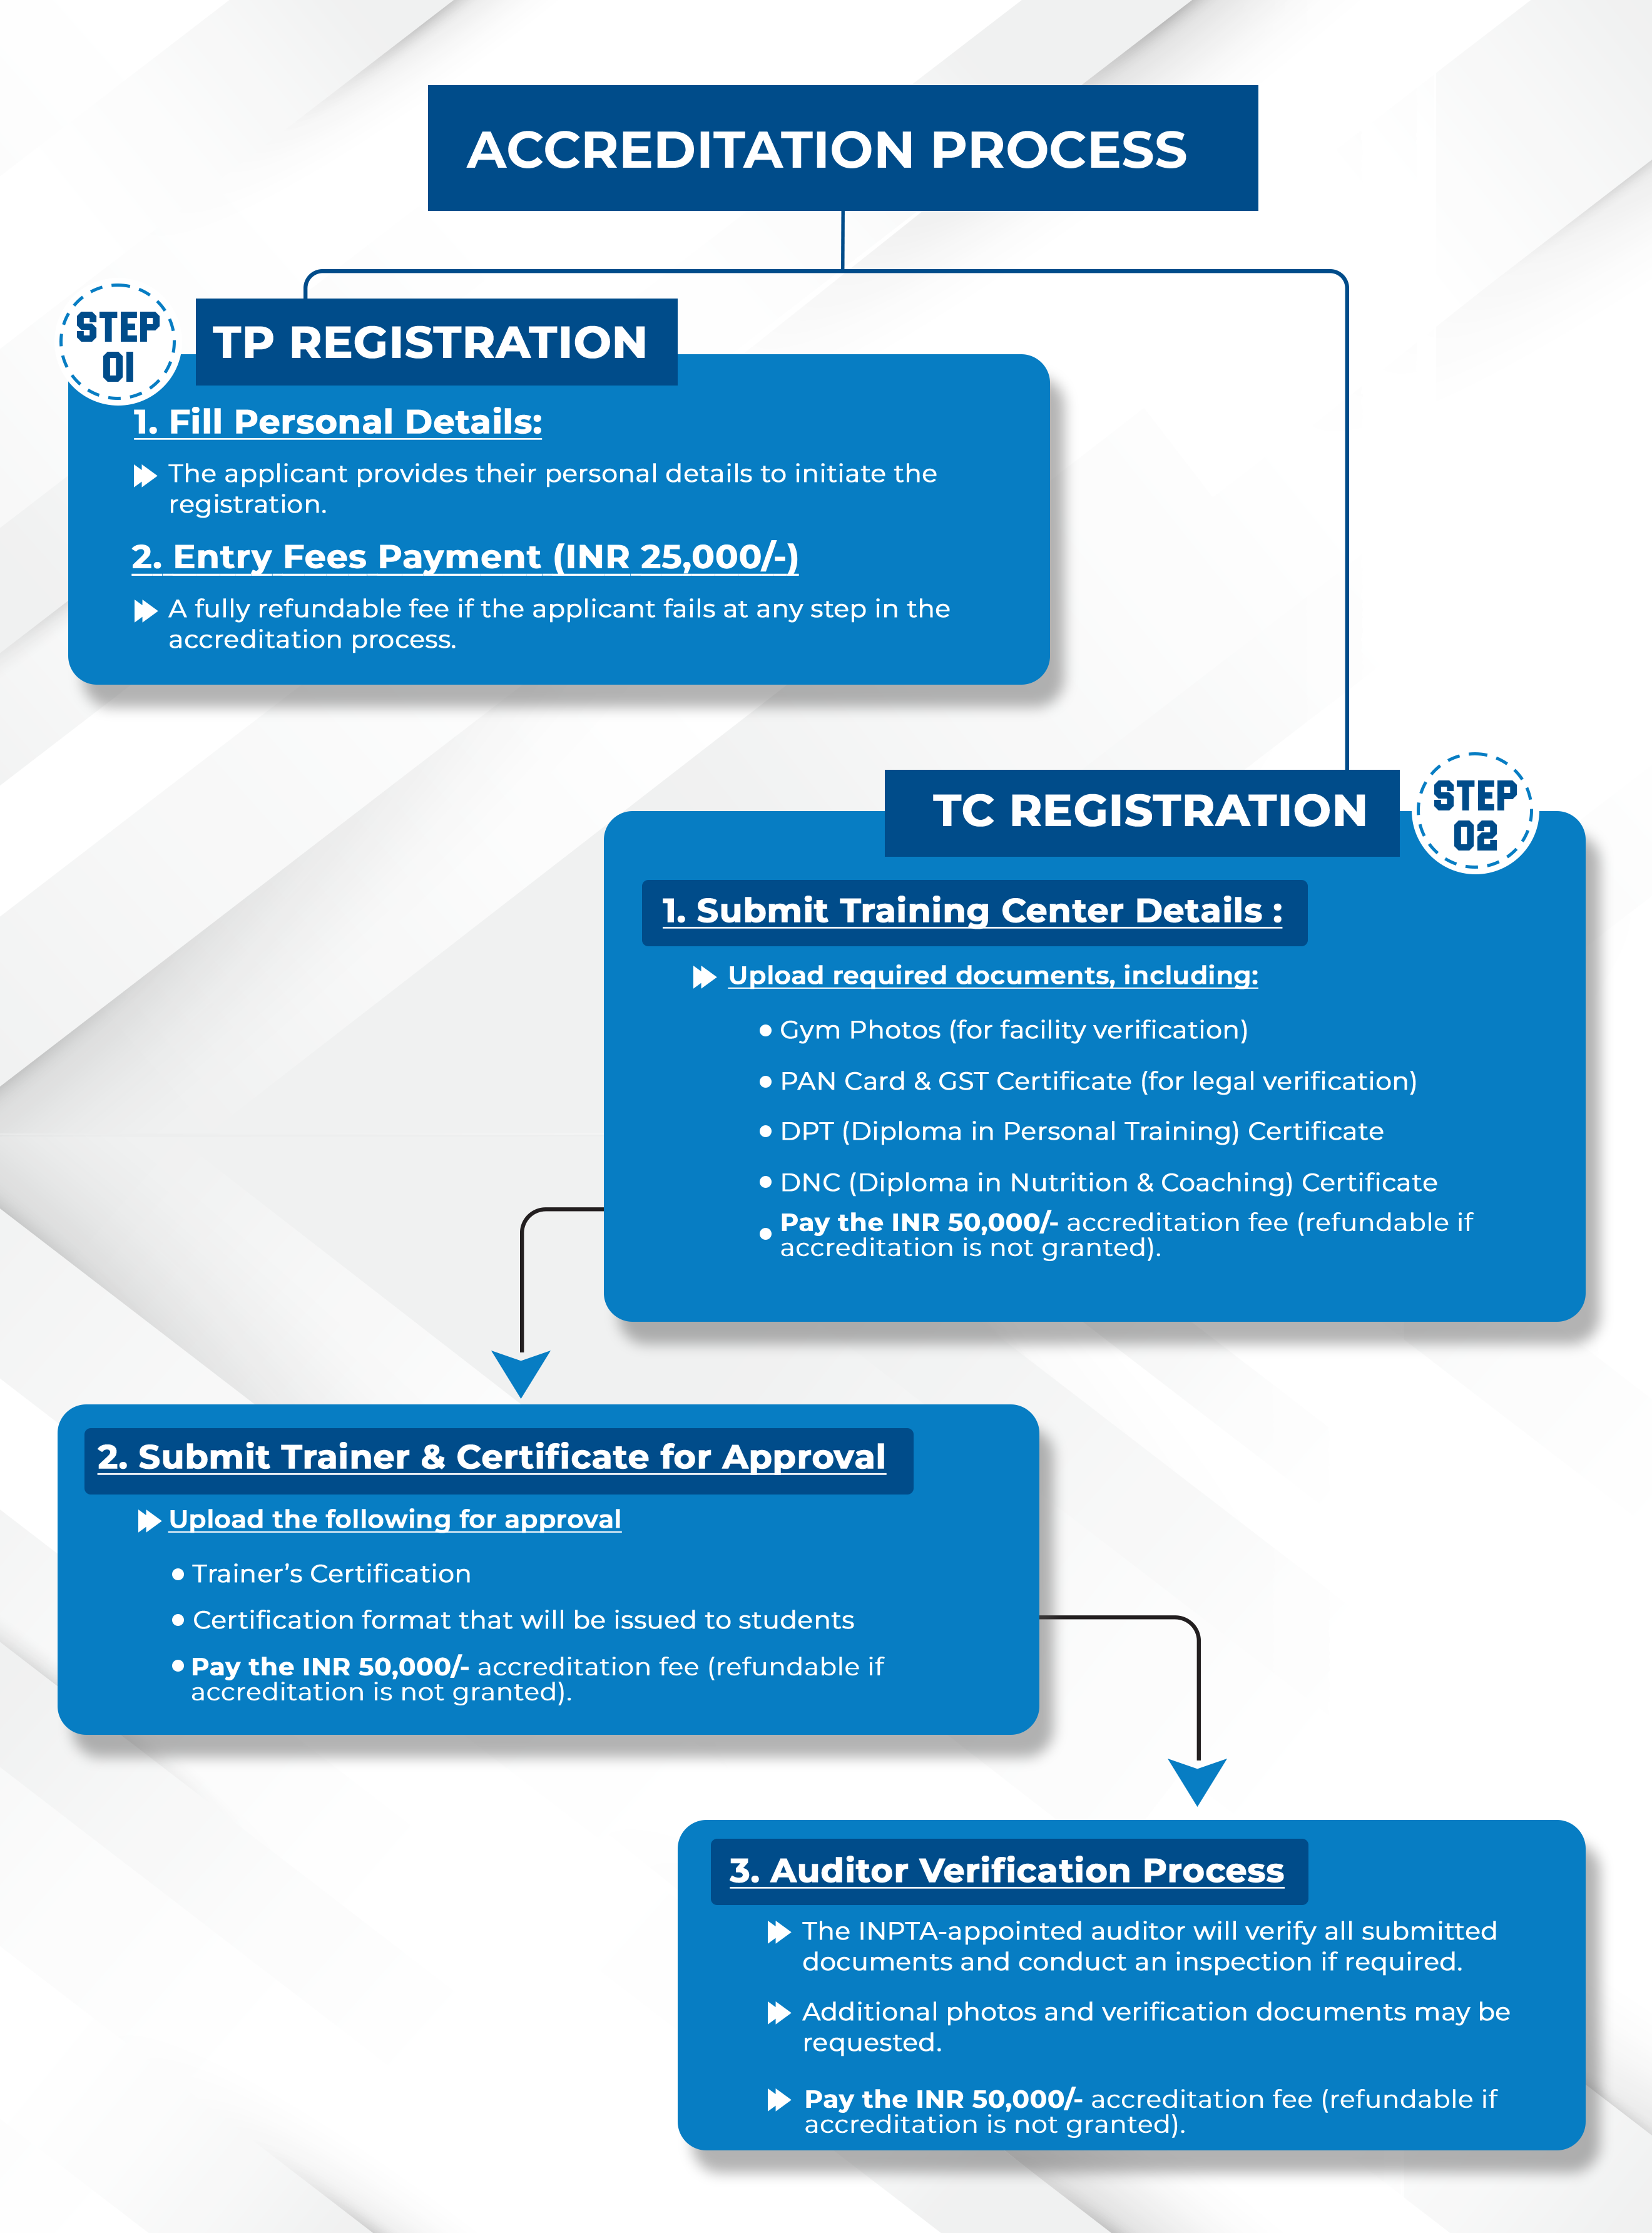 ACCREDITATION PROCESS
STEP
01
TP REGISTRATION
1. Fill Personal Details:
The applicant provides their personal details to initiate the
registration.
2. Entry Fees Payment (INR 25,000/-)
A fully refundable fee if the applicant fails at any step in the
accreditation process.
TC REGISTRATION
STEP
02
1. Submit Training Center Details :
Upload required documents, including:
• Gym Photos (for facility verification)
• PAN Card & GST Certificate (for legal verification)
• DPT (Diploma in Personal Training) Certificate
• DNC (Diploma in Nutrition & Coaching) Certificate
• Pay the INR 50,000/- accreditation fee (refundable if
accreditation is not granted).
2. Submit Trainer & Certificate for Approval
Upload the following for approval
• Trainer’s Certification
• Certification format that will be issued to students
• Pay the INR 50,000/- accreditation fee (refundable if
accreditation is not granted).
3. Auditor Verification Process
The INPTA-appointed auditor will verify all submitted
documents and conduct an inspection if required.
Additional photos and verification documents may be
requested.
Pay the INR 50,000/- accreditation fee (refundable if
accreditation is not granted).